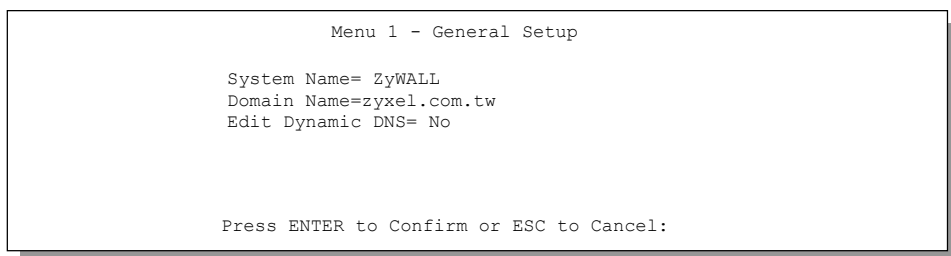 Menu 1 - General Setup
System Name= ZyWALL
Domain Name=zyxel.com.tw
Edit Dynamic DNS= No
Press ENTER to Confirm or ESC to Cancel: